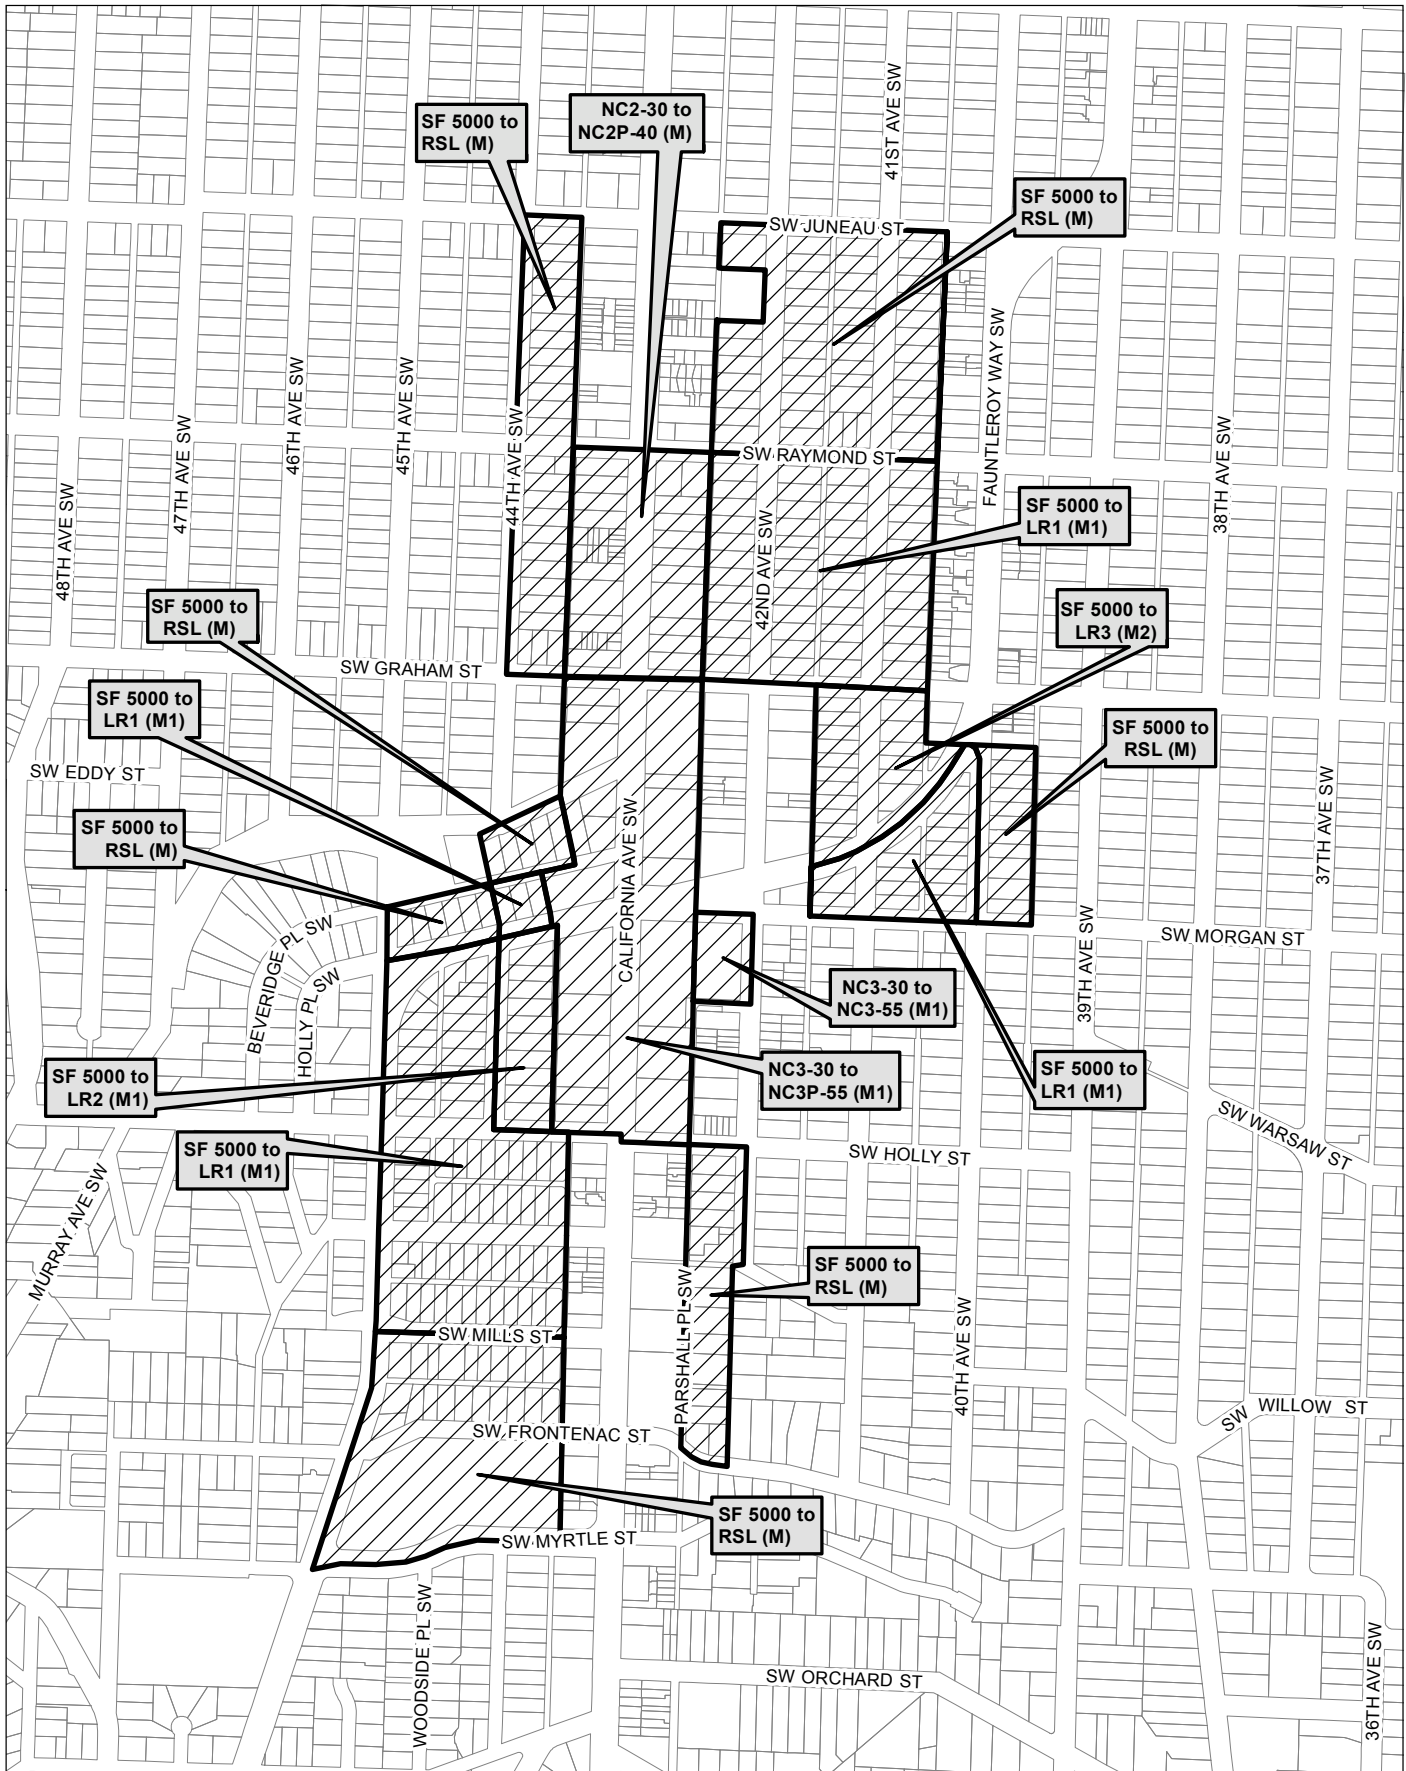 41ST AVE SW
SF 5000 to
RSL (M)
NC2-30 to
NC2P-40 (M)
SF 5000 to
RSL (M)
SW JUNEAU ST
FAUNTLEROY WAY SW
46TH AVE SW
45TH AVE SW
44TH AVE SW
47TH AVE SW
38TH AVE SW
SW RAYMOND ST
48TH AVE SW
42ND AVE SW
SF 5000 to
LR1 (M1)
SF 5000 to
RSL (M)
SF 5000 to
LR3 (M2)
SW GRAHAM ST
SF 5000 to
LR1 (M1)
SF 5000 to
RSL (M)
SW EDDY ST
37TH AVE SW
CALIFORNIA AVE SW
SF 5000 to
RSL (M)
BEVERIDGE PL SW
HOLLY PL SW
39TH AVE SW
SW MORGAN ST
NC3-30 to
NC3-55 (M1)
SF 5000 to
LR2 (M1)
NC3-30 to
NC3P-55 (M1)
SF 5000 to
LR1 (M1)
SW WARSAW ST
SF 5000 to
LR1 (M1)
SW HOLLY ST
MURRAY AVE SW
SF 5000 to
RSL (M)
PARSHALL PL SW
40TH AVE SW
SW MILLS ST
SW WILLOW ST
SW FRONTENAC ST
SF 5000 to
RSL (M)
SW MYRTLE ST
WOODSIDE PL SW
SW ORCHARD ST
36TH AVE SW